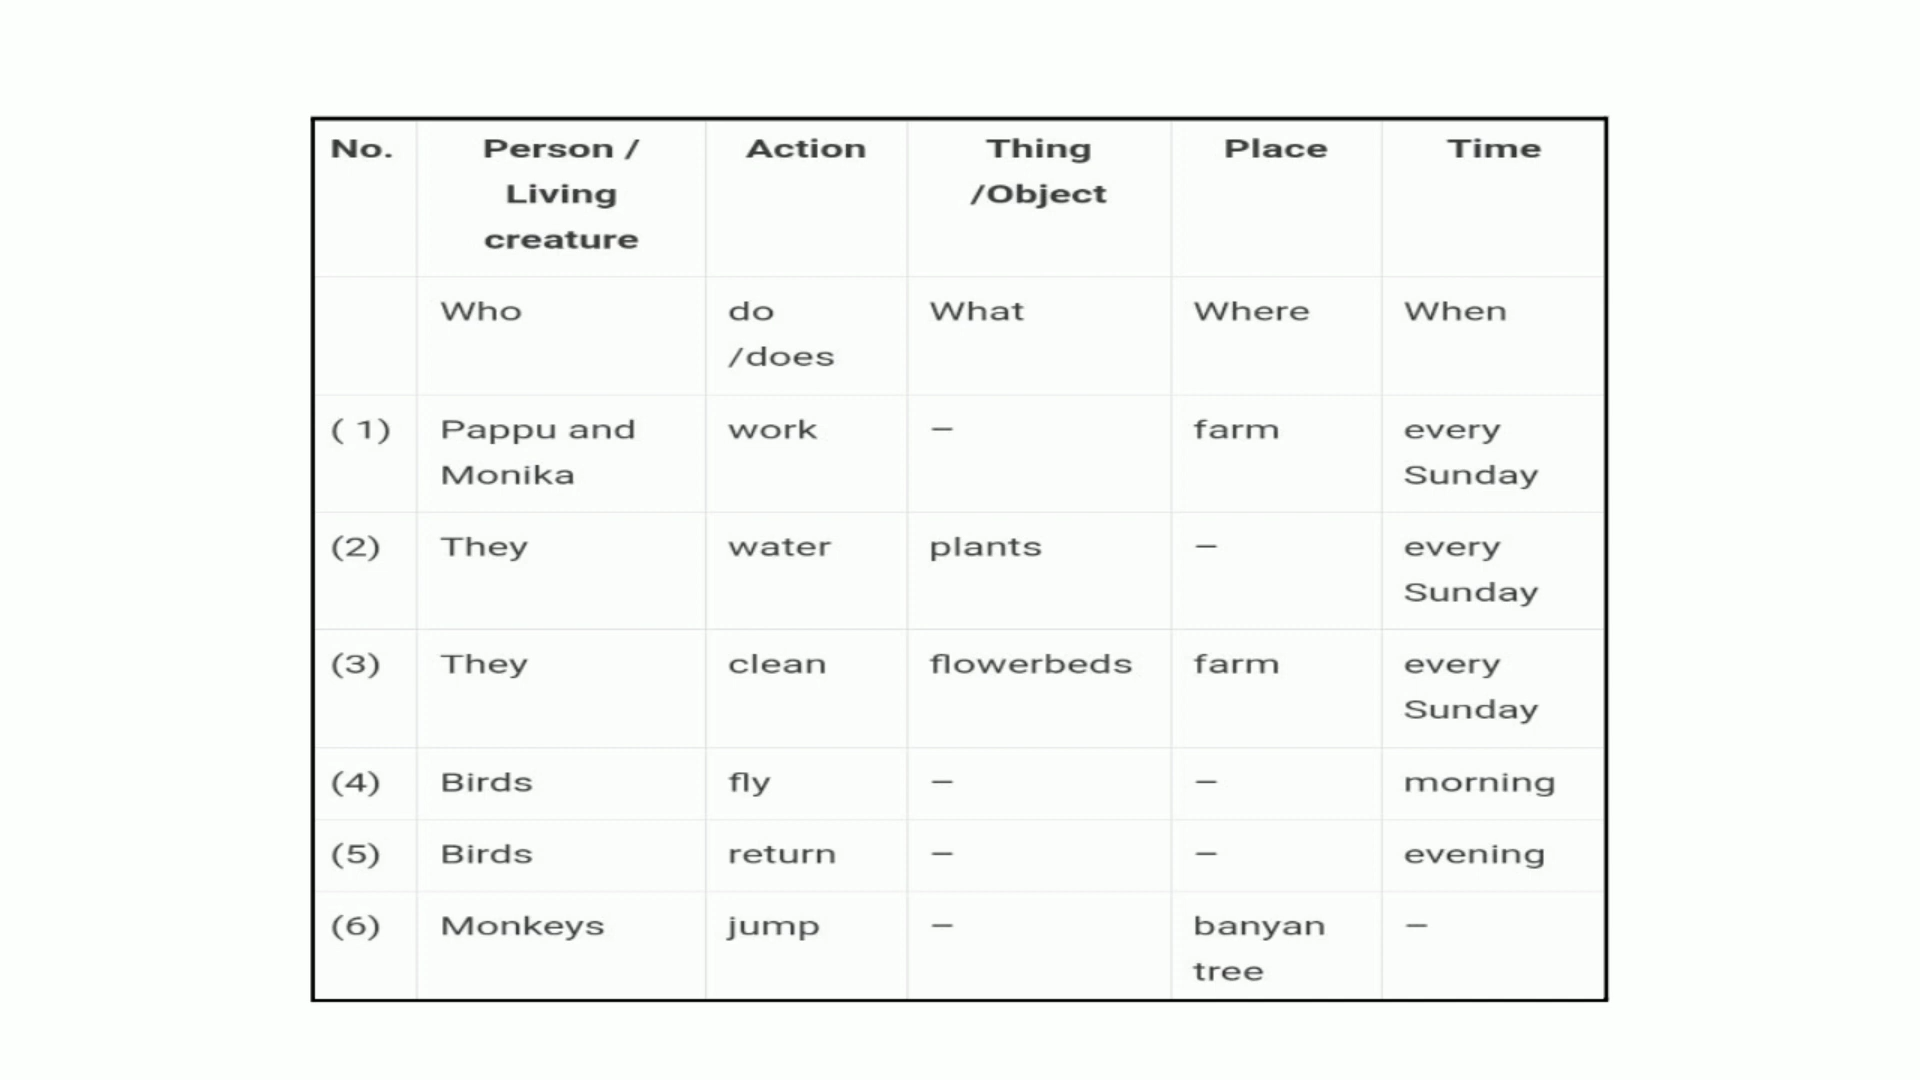 No. Person / Action Thing Place Time
Living /Object
creature
Who do What Where When
/does
( 1) Pappu and work – farm every
Monika Sunday
(2) They water plants – every
Sunday
(3) They clean flowerbeds farm every
Sunday
(4) Birds fly – – morning
(5) Birds return – – evening
(6) Monkeys jump – banyan –
tree